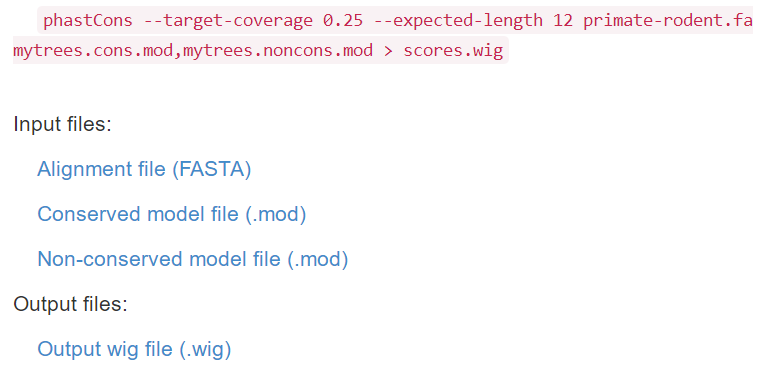 phastCons --target-coverage 0.25 --expected-length 12 primate-rodent.fa
mytrees.cons.mod,mytrees.noncons.mod > scores.wig
Input files:
Alignment file (FASTA)
Conserved model file (.mod)
Non-conserved model file (.mod)
Output files:
Output wig file (.wig)